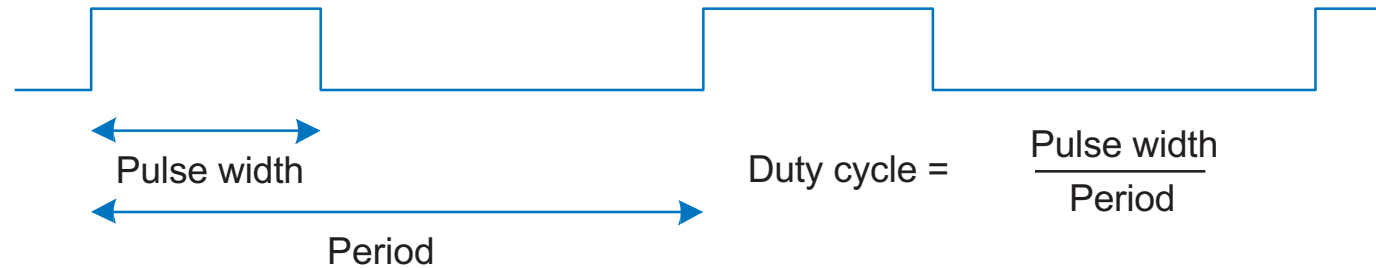 Pulse width
Period
Duty cycle = Pulse width
Period